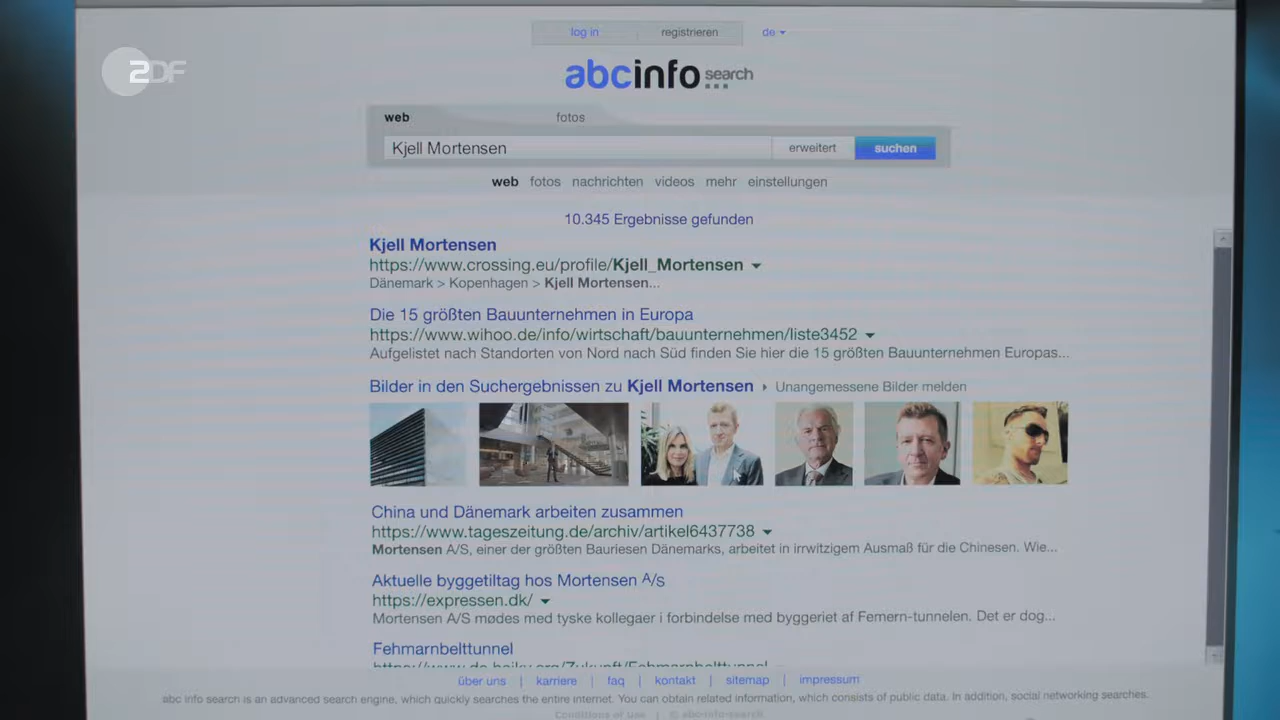 log in registrieren de
ZDF
abcinfo search
web fotos
Kjell Mortensen erweitert suchen
web fotos nachrichten videos mehr einstellungen
10.345 Ergebnisse gefunden
Kjell Mortensen
https://www.crossing.eu/profile/Kjell_Mortensen
Dänemark > Kopenhagen > Kjell Mortensen...
Die 15 größten Bauunternehmen in Europa
https://www.wihoo.de/info/wirtschaft/bauunternehmen/liste3452
Aufgelistet nach Standorten von Nord nach Süd finden Sie hier die 15 größten Bauunternehmen Europas...
Bilder in den Suchergebnissen zu Kjell Mortensen Unangemessene Bilder melden
China und Dänemark arbeiten zusammen
https://www.tageszeitung.de/archiv/artikel6437738
Mortensen A/S, einer der größten Bauriesen Dänemarks, arbeitet in irrwitzigem Ausmaß für die Chinesen. Wie...
Aktuelle byggetiltag hos Mortensen A/s
https://expressen.dk/
Mortensen A/S mødes med tyske kollegaer i forbindelse med byggeriet af Femern-tunnelen. Det er dog...
Fehmarnbelttunnel
über uns | karriere | faq | kontakt | sitemap | impressum
abc info search is an advanced search engine, which quickly searches the entire internet. You can obtain related information, which consists of public data. In addition, social networking searches.
Conditions of use | © abc-info-search